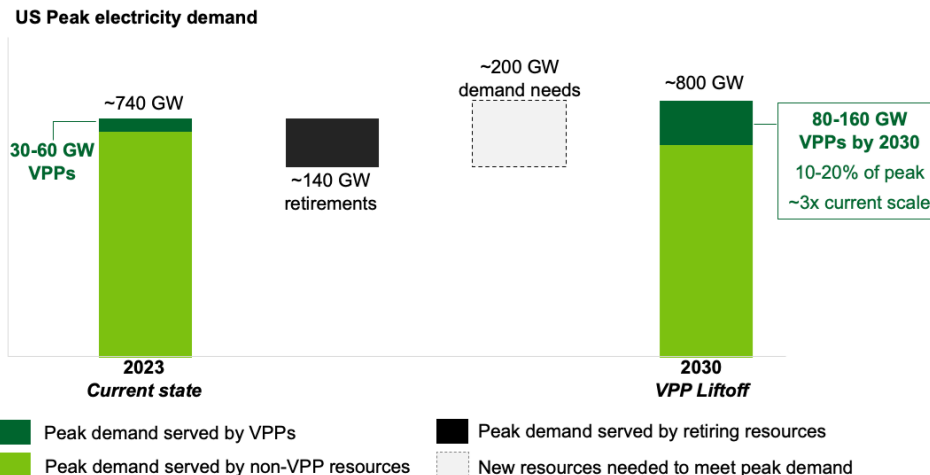 US Peak electricity demand
~740 GW
30-60 GW
VPPs
~140 GW
retirements
~200 GW
demand needs
~800 GW
80-160 GW
VPPs by 2030
10-20% of peak
~3x current scale
2023
Current state
2030
VPP Liftoff
Peak demand served by VPPs
Peak demand served by retiring resources
Peak demand served by non-VPP resources
New resources needed to meet peak demand